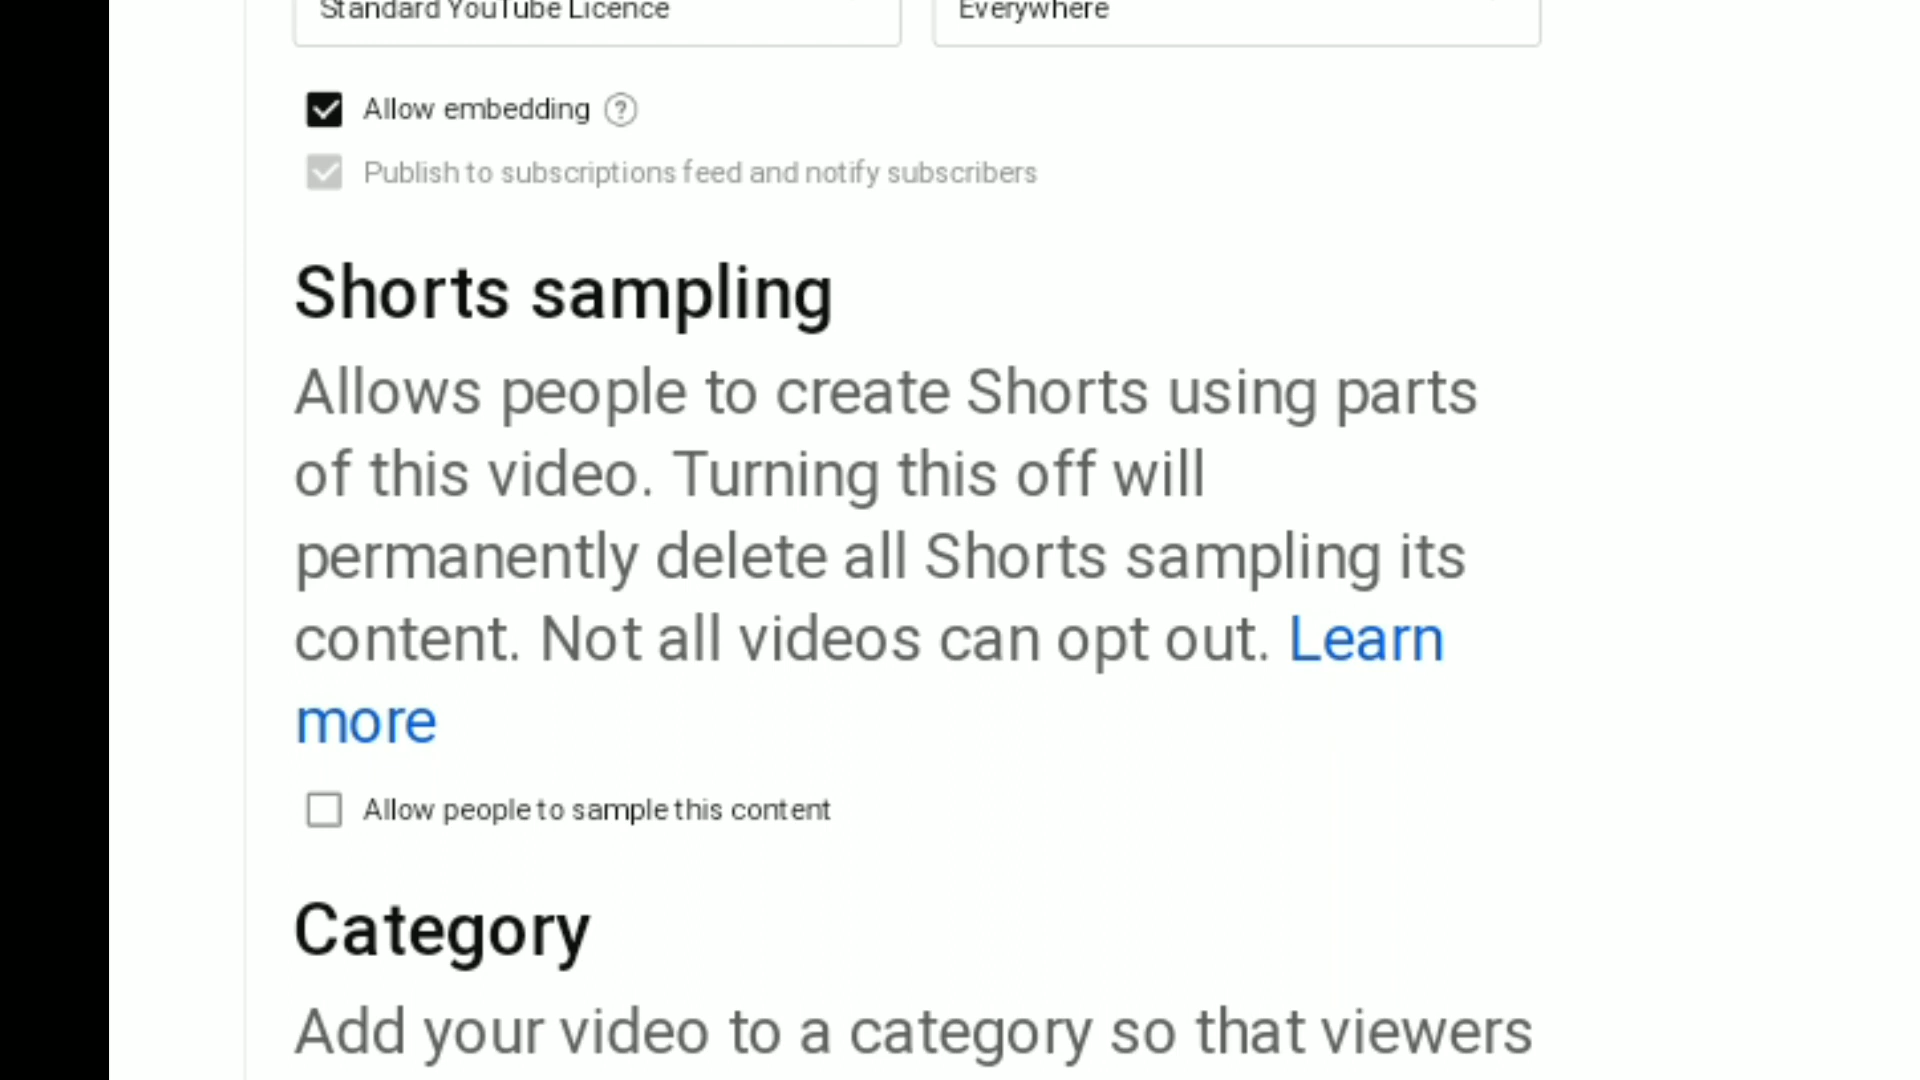 Standard YouTube Licence
Everywhere
Allow embedding ?
Publish to subscriptions feed and notify subscribers
Shorts sampling
Allows people to create Shorts using parts
of this video. Turning this off will
permanently delete all Shorts sampling its
content. Not all videos can opt out. Learn
more
Allow people to sample this content
Category
Add your video to a category so that viewers